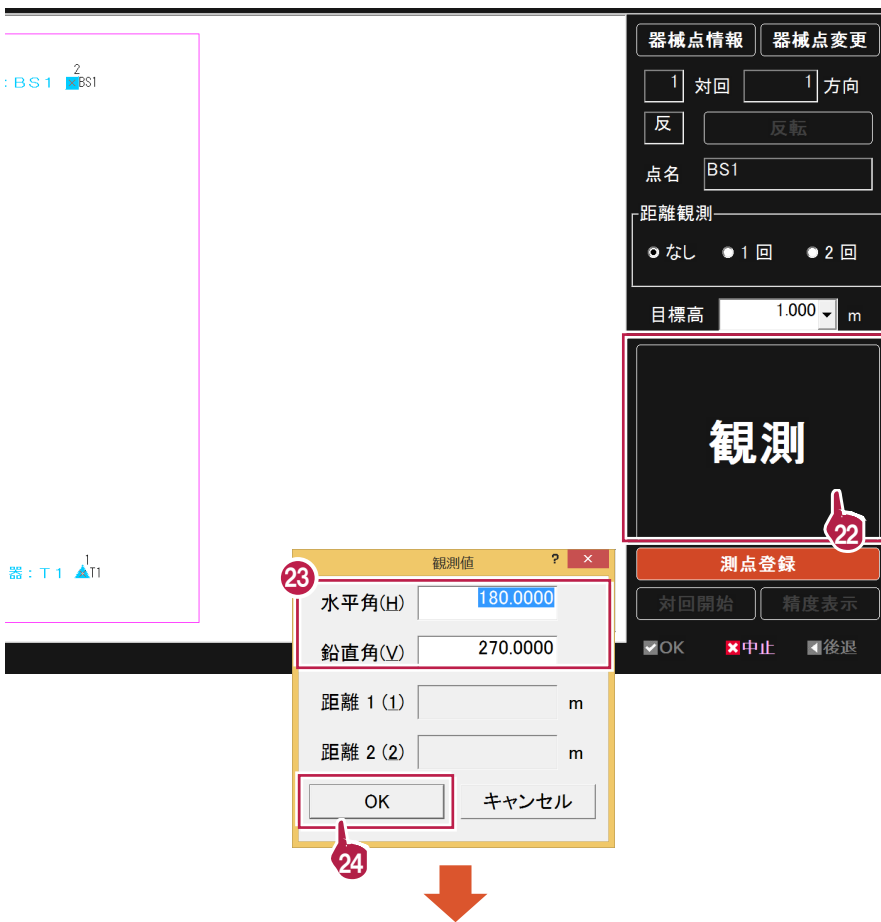 器械点情報 器械点変更
1 対回 1 方向
反 反転
点名 BS1
距離観測
なし 1 回 2 回
目標高 1.000 m
観測
22
測点登録
対回開始 精度表示
OK 中止 後退
2
:BS1 BS1
1
器:T1 T1
観測値 ? ×
23
水平角(H) 180.0000
鉛直角(V) 270.0000
距離 1 (1) m
距離 2 (2) m
OK キャンセル
24